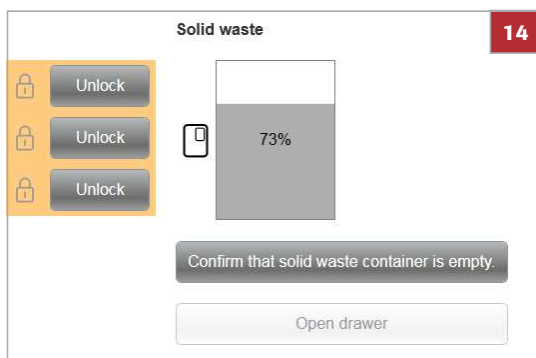 Solid waste
14
Unlock
Unlock
73%
Unlock
Confirm that solid waste container is empty.
Open drawer